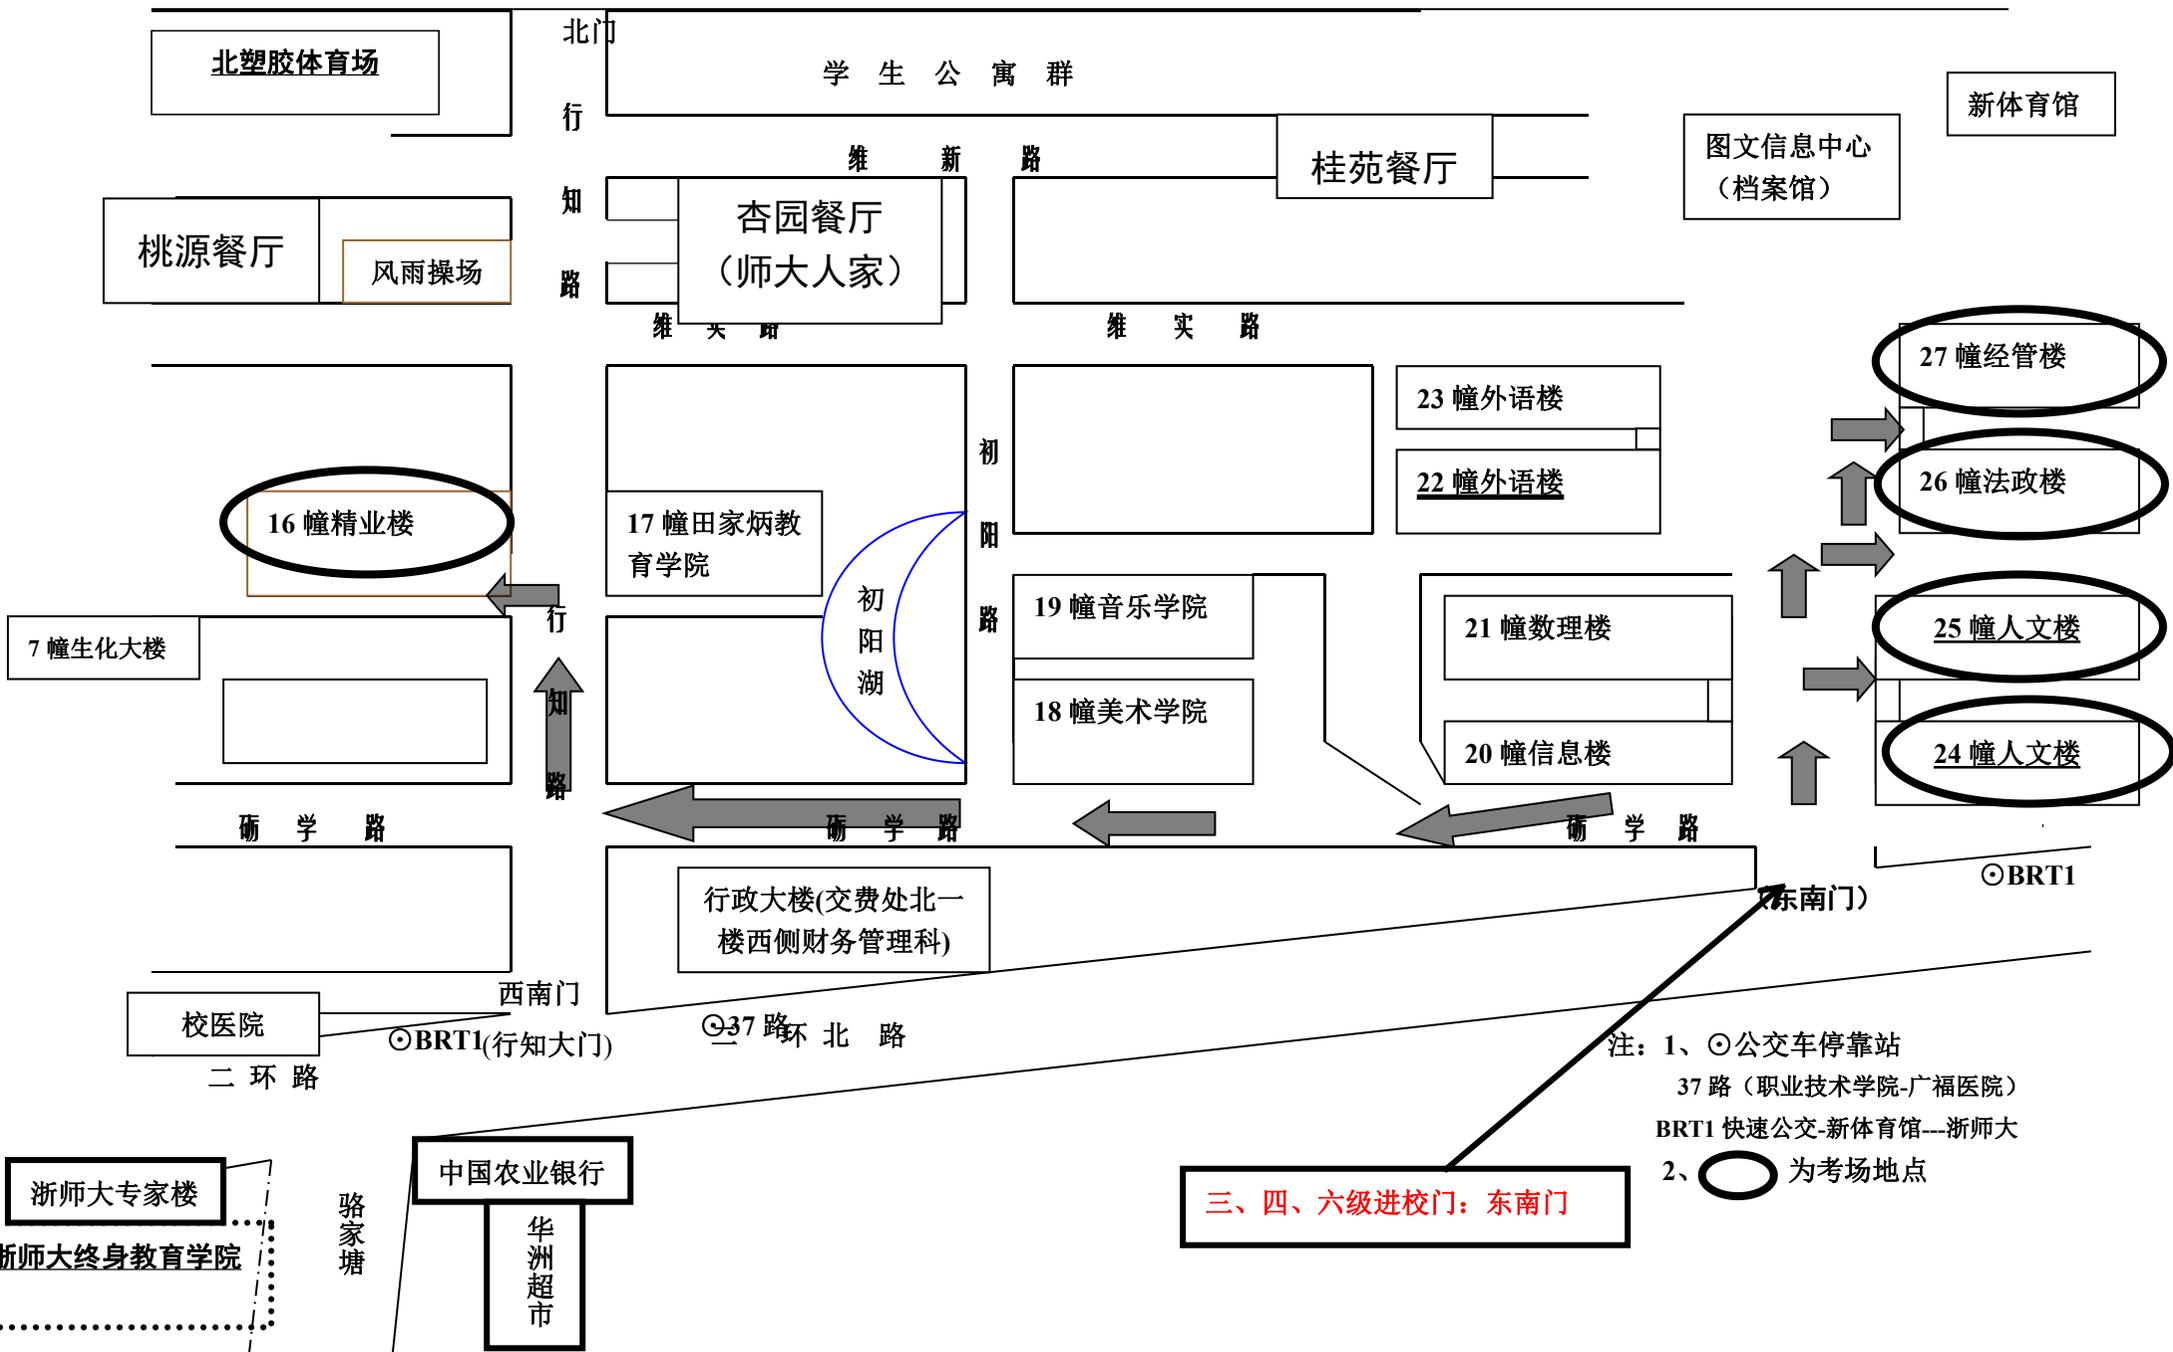 北门
北塑胶体育场
学 生 公 寓 群
新体育馆
行 知 路
维 新 路
桂苑餐厅
图文信息中心
（档案馆）
桃源餐厅
风雨操场
杏园餐厅
（师大人家）
维 实 路
维 实 路
27 幢经管楼
23 幢外语楼
26 幢法政楼
22 幢外语楼
初 阳 路
16 幢精业楼
17 幢田家炳教
育学院
初
阳
湖
19 幢音乐学院
21 幢数理楼
25 幢人文楼
7 幢生化大楼
行 知 路
18 幢美术学院
20 幢信息楼
24 幢人文楼
砺 学 路
砺 学 路
砺 学 路
行政大楼(交费处北一
楼西侧财务管理科)
⊙BRT1
（东南门）
西南门
校医院
⊙BRT1(行知大门)
⊙37 路
二 环 北 路
二 环 路
注：1、⊙公交车停靠站
37 路（职业技术学院-广福医院）
BRT1 快速公交-新体育馆---浙师大
2、 为考场地点
中国农业银行
浙师大专家楼
三、四、六级进校门：东南门
骆家塘
华洲超市
浙师大终身教育学院